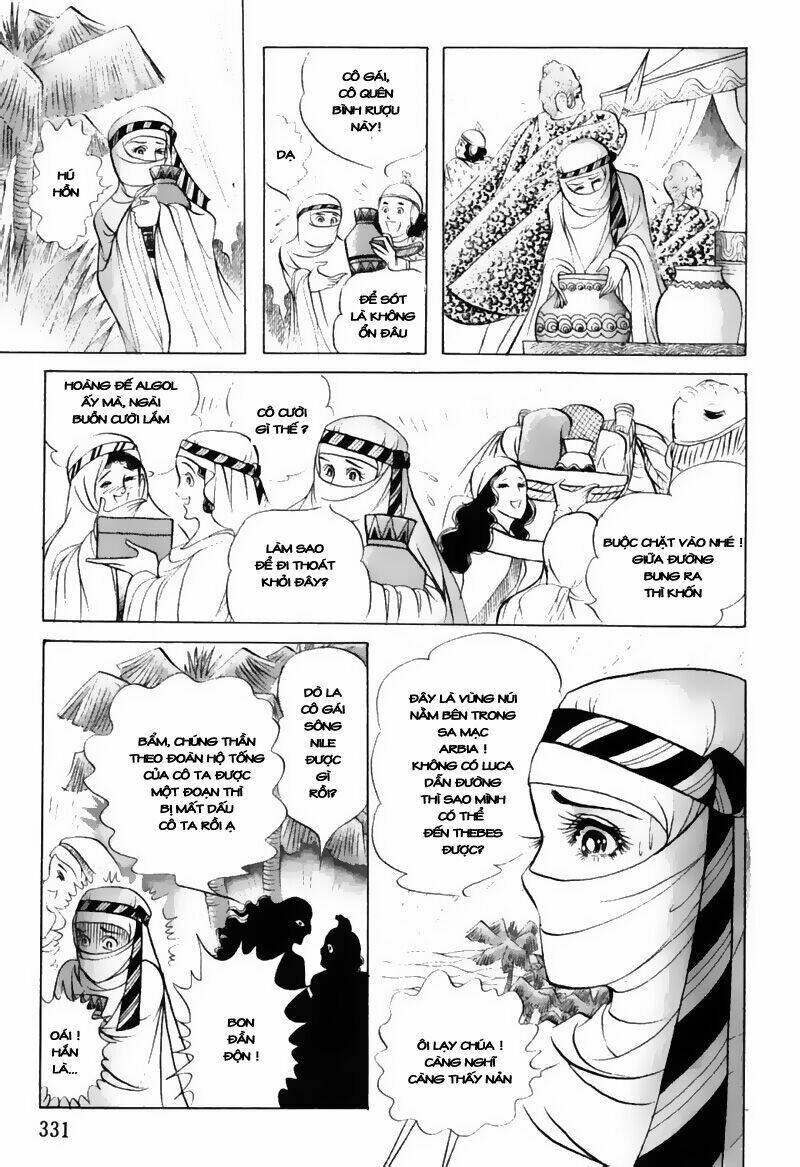 CÔ GÁI,
CÔ QUÊN
BÌNH RƯỢU
NÀY!
DẠ
ĐỂ SÓT
LÀ KHÔNG
ỔN ĐÂU
HÚ
HỒN
BUỘC CHẶT VÀO NHÉ !
GIỮA ĐƯỜNG
BUNG RA
THÌ KHỐN
CÔ CƯỜI
GÌ THẾ ?
HOÀNG ĐẾ ALGOL
ẤY MÀ, NGÀI
BUỒN CƯỜI LẮM
LÀM SAO
ĐỂ ĐI THOÁT
KHỎI ĐÂY?
ĐÂY LÀ VÙNG NÚI
NẰM BÊN TRONG
SA MẠC
ARBIA !
KHÔNG CÓ LUCA
DẪN ĐƯỜNG
THÌ SAO MÌNH
CÓ THỂ
ĐẾN THEBES
ĐƯỢC?
ÔI LẠY CHÚA !
CÀNG NGHĨ
CÀNG THẤY NẢN
DÒ LA
CÔ GÁI
SÔNG
NILE
ĐƯỢC
GÌ
RỒI?
BẨM, CHÚNG THẦN
THEO ĐOÀN HỘ TỐNG
CỦA CÔ TA ĐƯỢC
MỘT ĐOẠN THÌ
BỊ MẤT DẤU
CÔ TA RỒI Ạ
BON
ĐẦN
ĐỘN !
OÁI !
HẮN
LÀ...
331